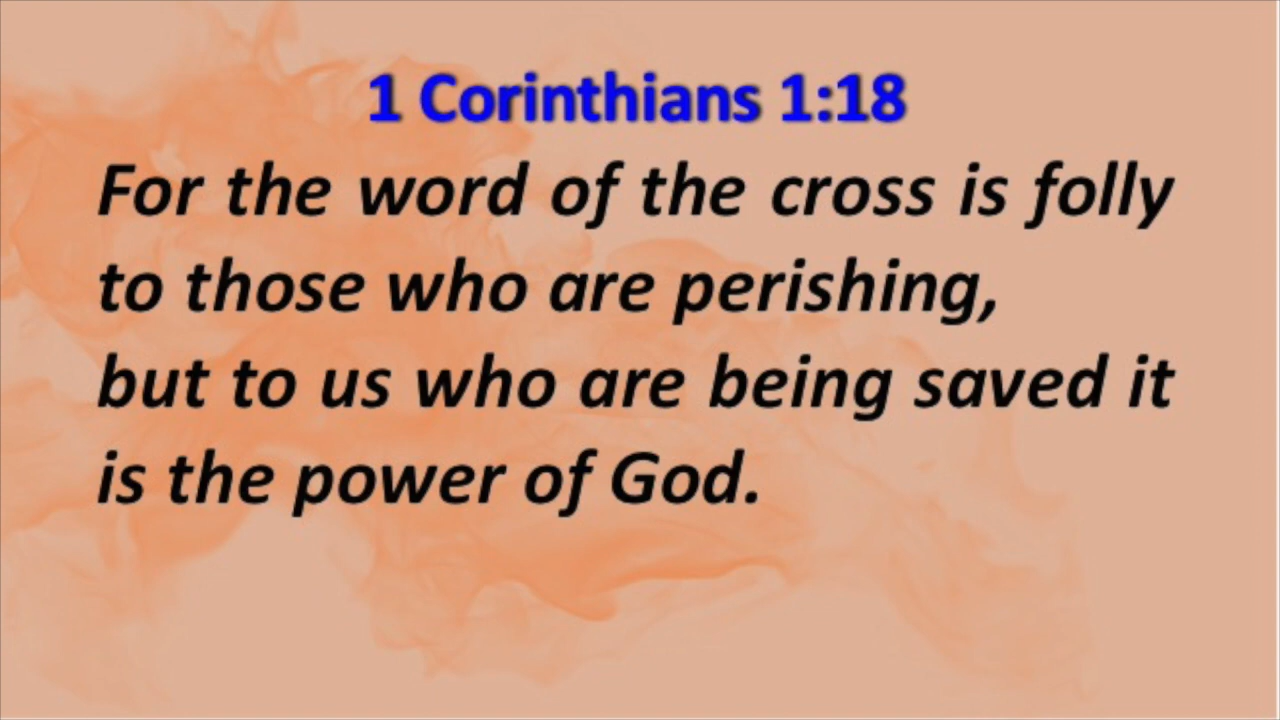 1 Corinthians 1:18
For the word of the cross is folly
to those who are perishing,
but to us who are being saved it
is the power of God.